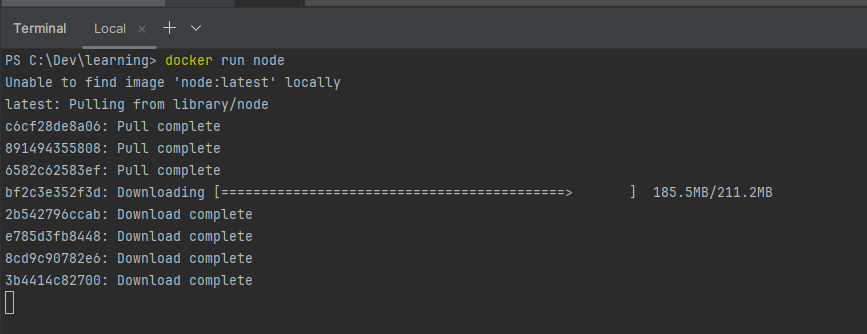 Terminal Local × + ⌄
PS C:\Dev\learning> docker run node
Unable to find image 'node:latest' locally
latest: Pulling from library/node
c6cf28de8a06: Pull complete
891494355808: Pull complete
6582c62583ef: Pull complete
bf2c3e352f3d: Downloading [===========================================>       ]  185.5MB/211.2MB
2b542796ccab: Download complete
e785d3fb8448: Download complete
8cd9c90782e6: Download complete
3b4414c82700: Download complete